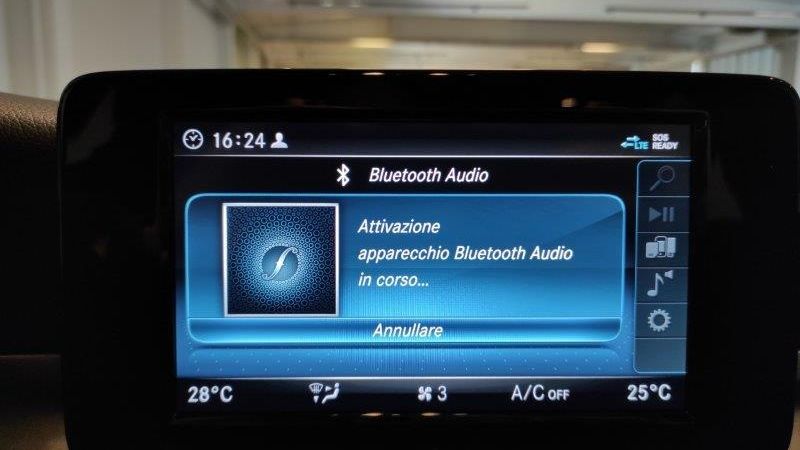 16:24
LTE
SOS
READY
Bluetooth Audio
Attivazione
apparecchio Bluetooth Audio
in corso...
Annullare
28°C
3
A/C OFF
25°C